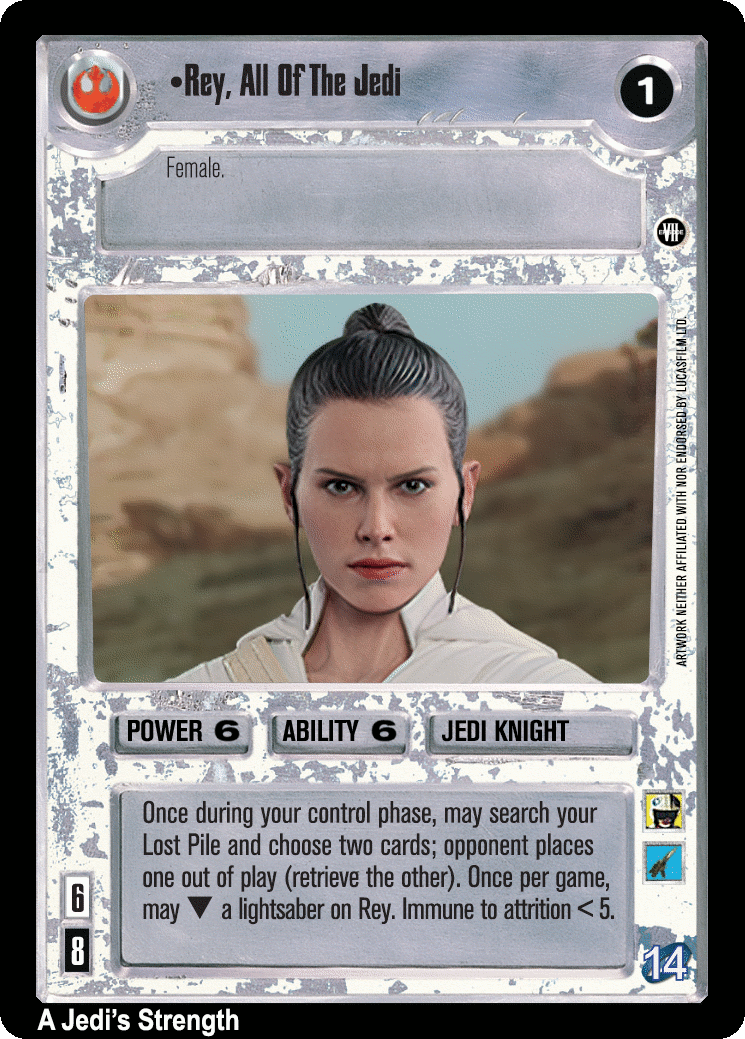 •Rey, All Of The Jedi
1
Female.
EPISODE
VII
ARTWORK NEITHER AFFILIATED WITH NOR ENDORSED BY LUCASFILM LTD.
POWER 6
ABILITY 6
JEDI KNIGHT
Once during your control phase, may search your
Lost Pile and choose two cards; opponent places
one out of play (retrieve the other). Once per game,
may ▼ a lightsaber on Rey. Immune to attrition < 5.
6
8
14
A Jedi's Strength